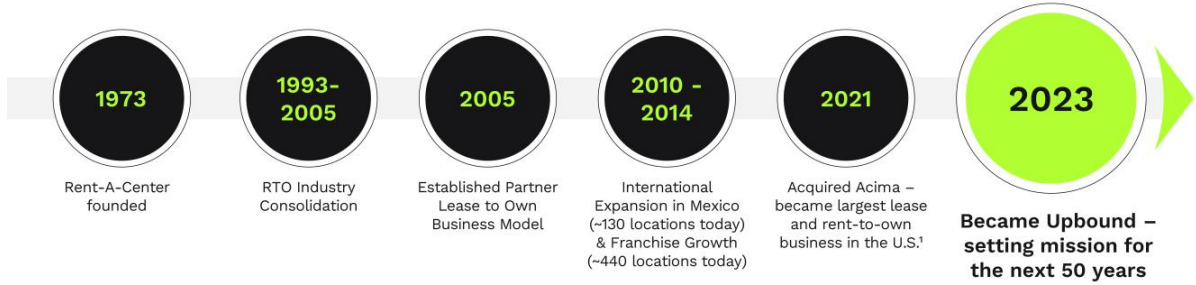 1973
Rent-A-Center
founded
1993-
2005
RTO Industry
Consolidation
2005
Established Partner
Lease to Own
Business Model
2010 -
2014
International
Expansion in Mexico
(~130 locations today)
& Franchise Growth
(~440 locations today)
2021
Acquired Acima –
became largest lease
and rent-to-own
business in the U.S.¹
2023
Became Upbound –
setting mission for
the next 50 years